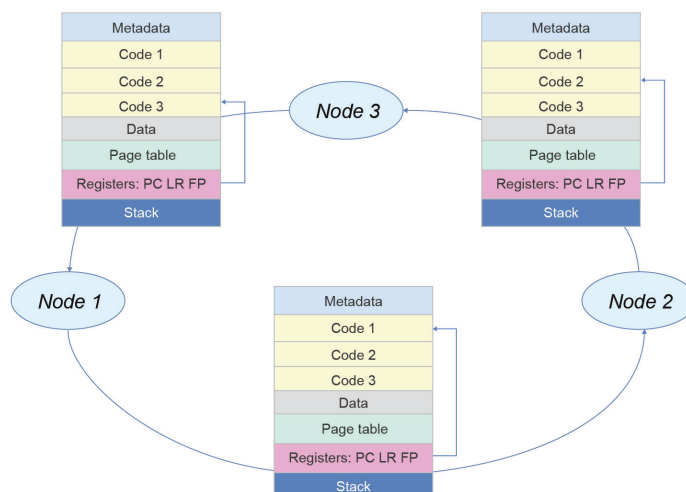 Metadata
Code 1
Code 2
Code 3
Data
Page table
Registers: PC LR FP
Stack
Node 3
Metadata
Code 1
Code 2
Code 3
Data
Page table
Registers: PC LR FP
Stack
Node 1
Metadata
Code 1
Code 2
Code 3
Data
Page table
Registers: PC LR FP
Stack
Node 2